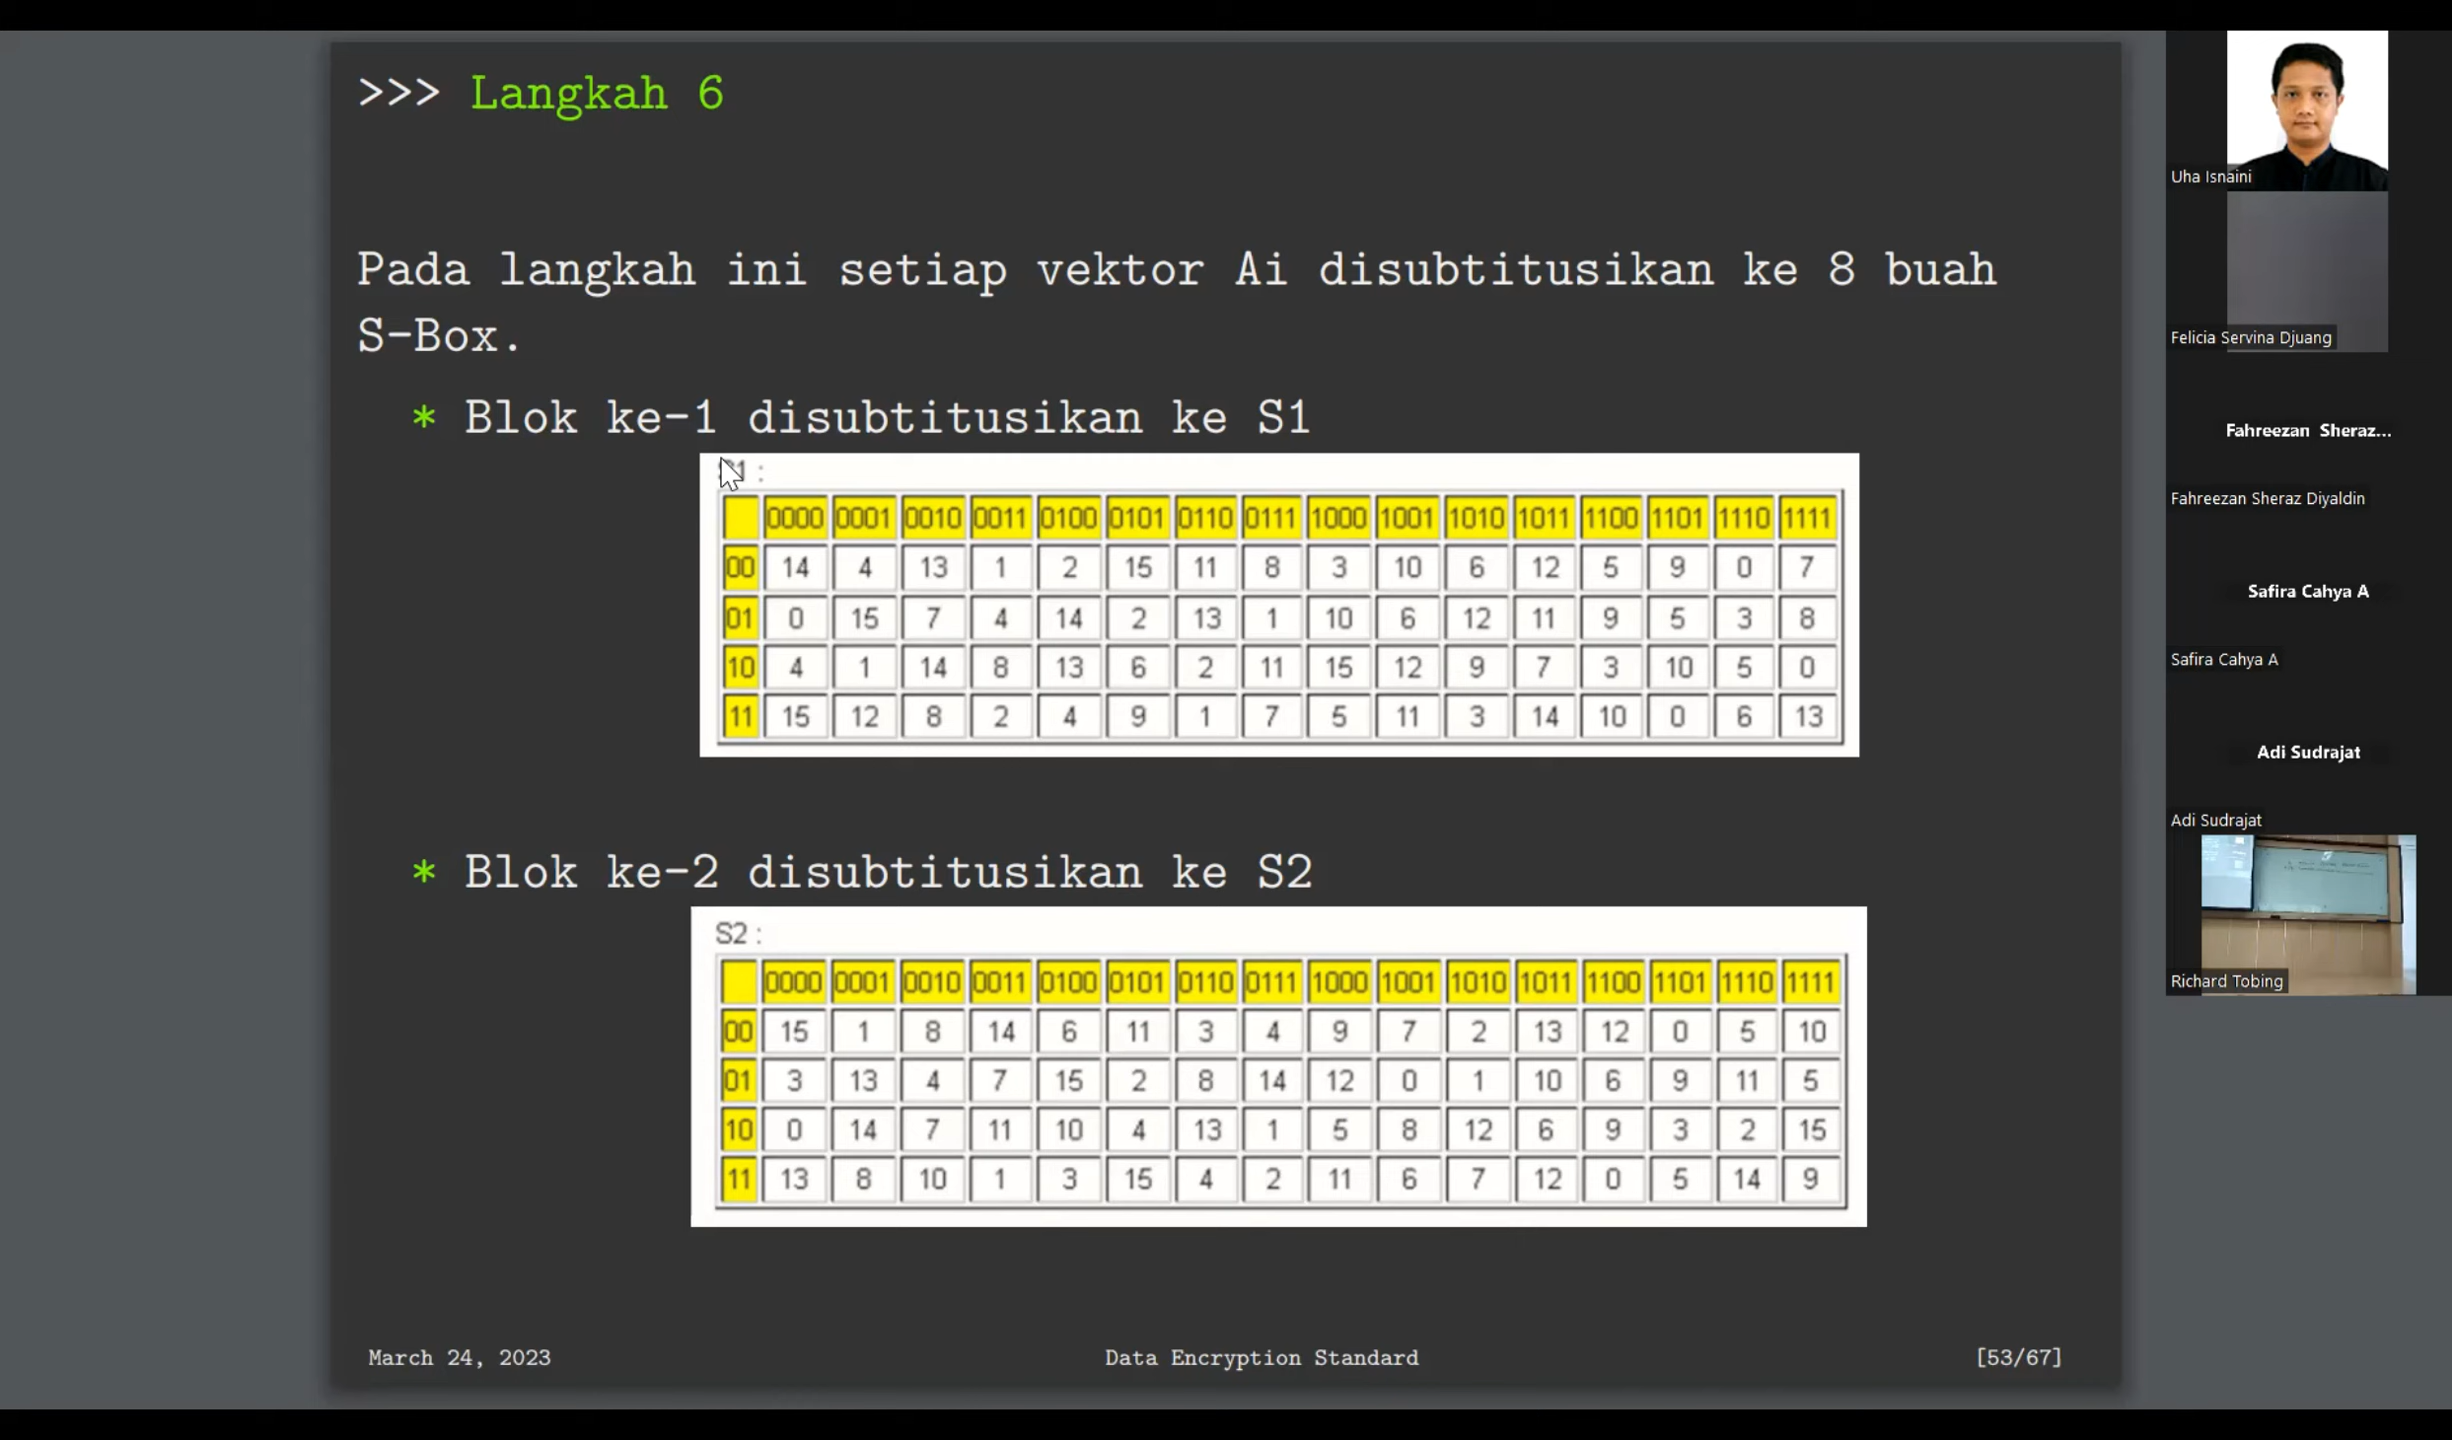 >>> Langkah 6
Pada langkah ini setiap vektor Ai disubtitusikan ke 8 buah
S-Box.
* Blok ke-1 disubtitusikan ke S1
0000 0001 0010 0011 0100 0101 0110 0111 1000 1001 1010 1011 1100 1101 1110 1111
00 14 4 13 1 2 15 11 8 3 10 6 12 5 9 0 7
01 0 15 7 4 14 2 13 1 10 6 12 11 9 5 3 8
10 4 1 14 8 13 6 2 11 15 12 9 7 3 10 5 0
11 15 12 8 2 4 9 1 7 5 11 3 14 10 0 6 13
* Blok ke-2 disubtitusikan ke S2
S2 :
0000 0001 0010 0011 0100 0101 0110 0111 1000 1001 1010 1011 1100 1101 1110 1111
00 15 1 8 14 6 11 3 4 9 7 2 13 12 0 5 10
01 3 13 4 7 15 2 8 14 12 0 1 10 6 9 11 5
10 0 14 7 11 10 4 13 1 5 8 12 6 9 3 2 15
11 13 8 10 1 3 15 4 2 11 6 7 12 0 5 14 9
March 24, 2023 Data Encryption Standard [53/67]
Uha Isnaini
Felicia Servina Djuang
Fahreezan Sheraz...
Fahreezan Sheraz Diyaldin
Safira Cahya A
Safira Cahya A
Adi Sudrajat
Adi Sudrajat
Richard Tobing